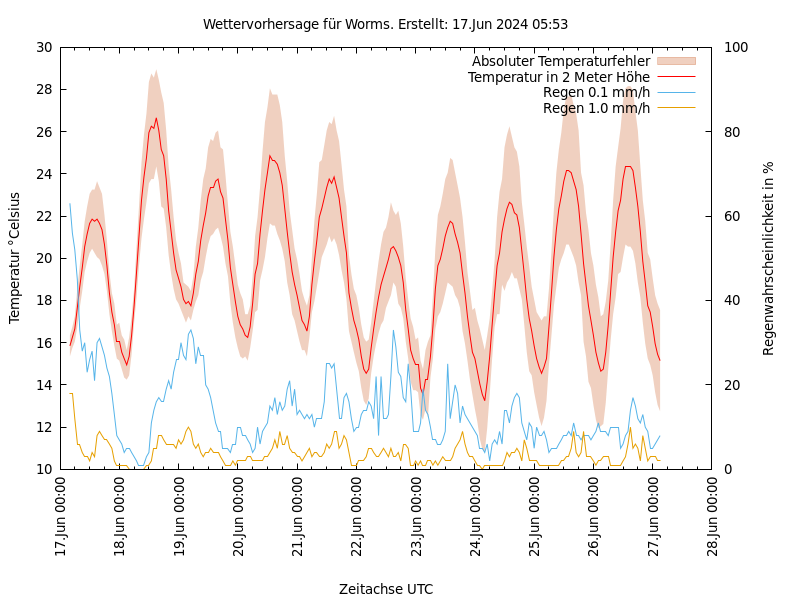 Wettervorhersage für Worms. Erstellt: 17.Jun 2024 05:53
Absoluter Temperaturfehler
Temperatur in 2 Meter Höhe
Regen 0.1 mm/h
Regen 1.0 mm/h
Temperatur °Celsius
30
28
26
24
22
20
18
16
14
12
10
100
80
60
40
20
0
Regenwahrscheinlichkeit in %
17.Jun 00:00
18.Jun 00:00
19.Jun 00:00
20.Jun 00:00
21.Jun 00:00
22.Jun 00:00
23.Jun 00:00
24.Jun 00:00
25.Jun 00:00
26.Jun 00:00
27.Jun 00:00
28.Jun 00:00
Zeitachse UTC